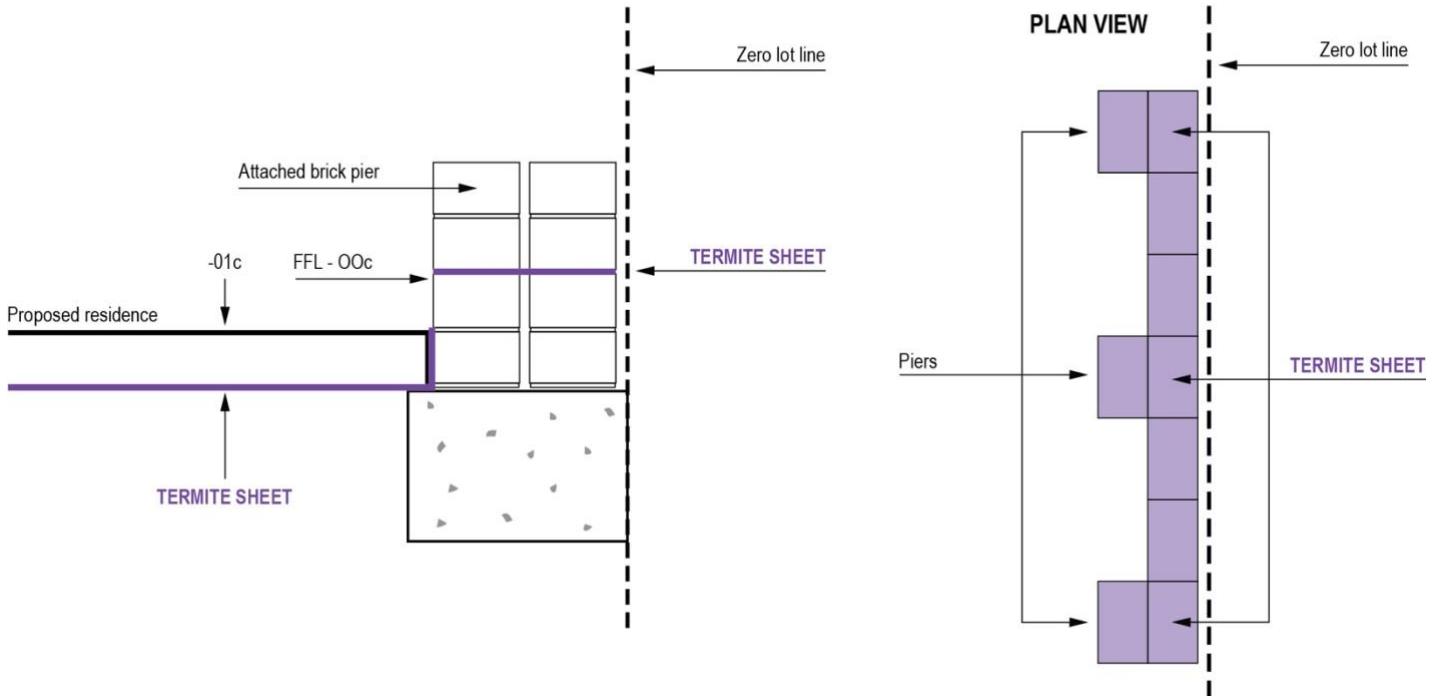 Zero lot line
Attached brick pier
TERMITE SHEET
-01c
FFL - OOc
Proposed residence
TERMITE SHEET
PLAN VIEW
Zero lot line
Piers
TERMITE SHEET